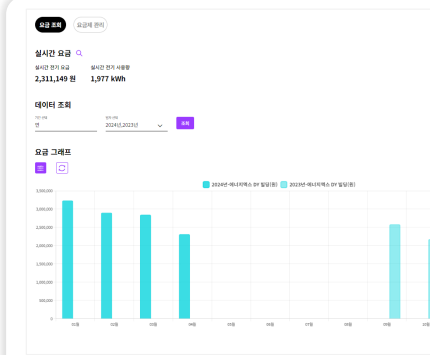 요금 조회
요금제 관리
실시간 요금
실시간 전기 요금 실시간 전기 사용량
2,311,149 원 1,977 kWh
데이터 조회
년 2024년,2023년 조회
요금 그래프
2024년-에너지엑스 DY 빌딩(원) 2023년-에너지엑스 DY 빌딩(원)
3,500,000
3,000,000
2,500,000
2,000,000
1,500,000
1,000,000
500,000
0
01월 02월 03월 04월 05월 06월 07월 08월 09월 10월